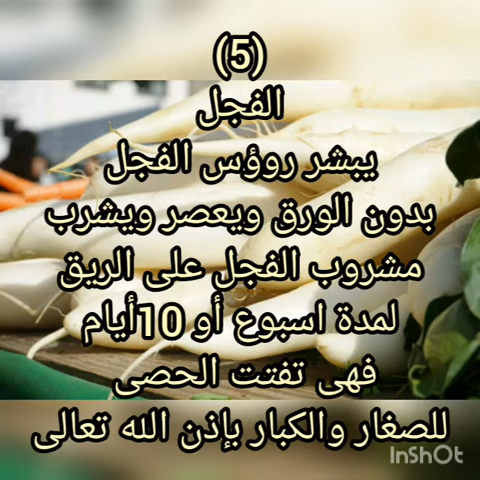 (5)
الفجل
يبشر روؤس الفجل
بدون الورق ويعصر ويشرب
مشروب الفجل على الريق
لمدة اسبوع أو 10أيام
فهى تفتت الحصى
للصغار والكبار بإذن الله تعالى
InShOt